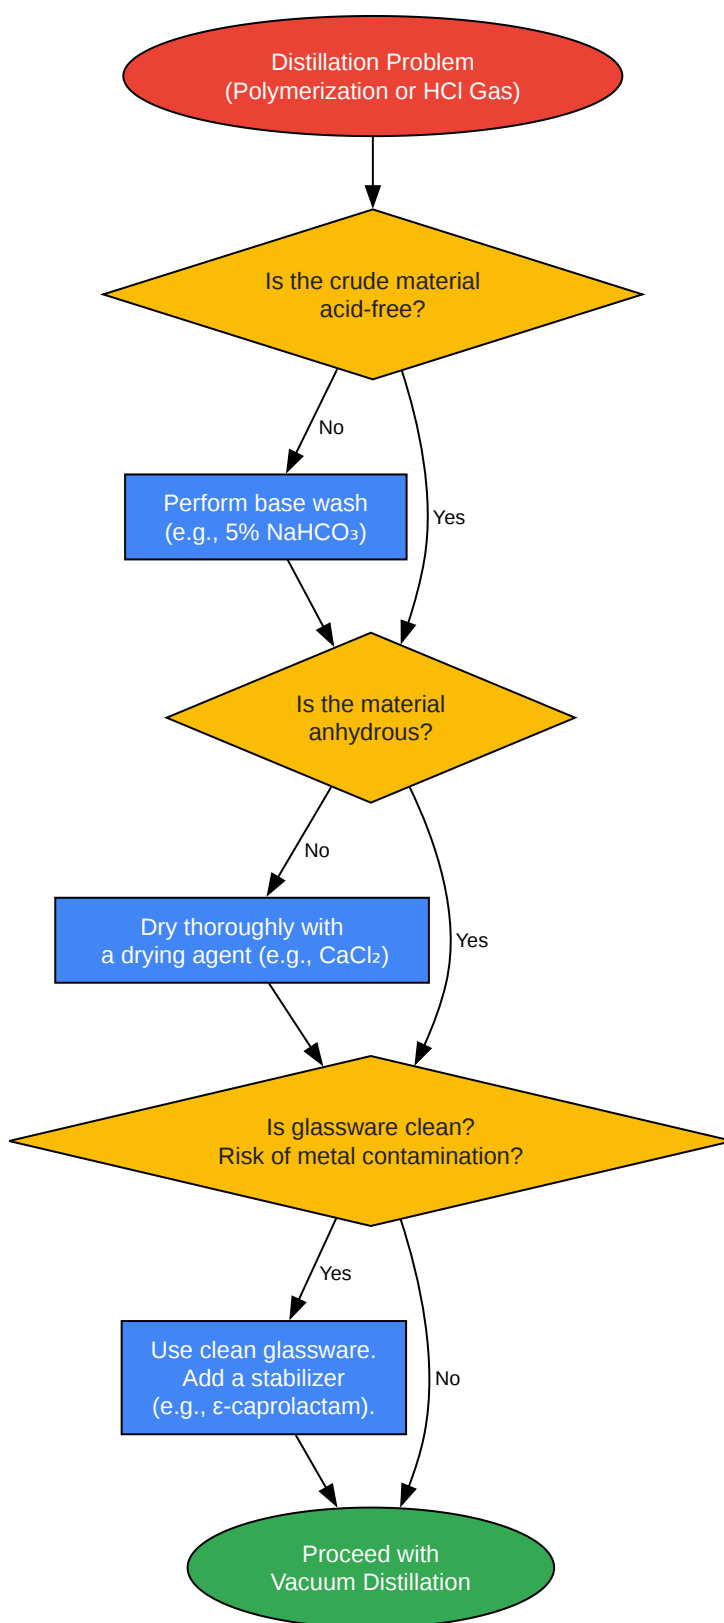 Distillation Problem
(Polymerization or HCl Gas)
Is the crude material
acid-free?
No
Perform base wash
(e.g., 5% NaHCO₃)
Yes
Is the material
anhydrous?
No
Dry thoroughly with
a drying agent (e.g., CaCl₂)
Yes
Is glassware clean?
Risk of metal contamination?
Yes
Use clean glassware.
Add a stabilizer
(e.g., ε-caprolactam).
No
Proceed with
Vacuum Distillation